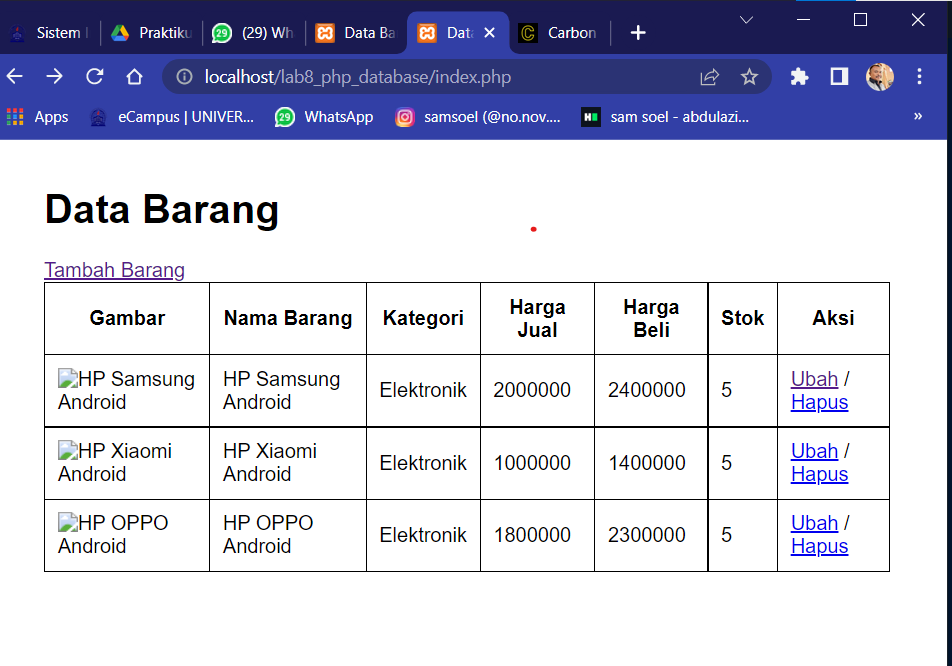 Sistem
Praktiku
29
(29) Wh
Data Ba
Data
Carbon
localhost/lab8_php_database/index.php
Apps
eCampus | UNIVER...
29
WhatsApp
samsoel (@no.nov....
sam soel - abdulazi...
»
Data Barang
Tambah Barang
Gambar
Nama Barang
Kategori
Harga
Jual
Harga
Beli
Stok
Aksi
HP Samsung
Android
HP Samsung
Android
Elektronik
2000000
2400000
5
Ubah /
Hapus
HP Xiaomi
Android
HP Xiaomi
Android
Elektronik
1000000
1400000
5
Ubah /
Hapus
HP OPPO
Android
HP OPPO
Android
Elektronik
1800000
2300000
5
Ubah /
Hapus